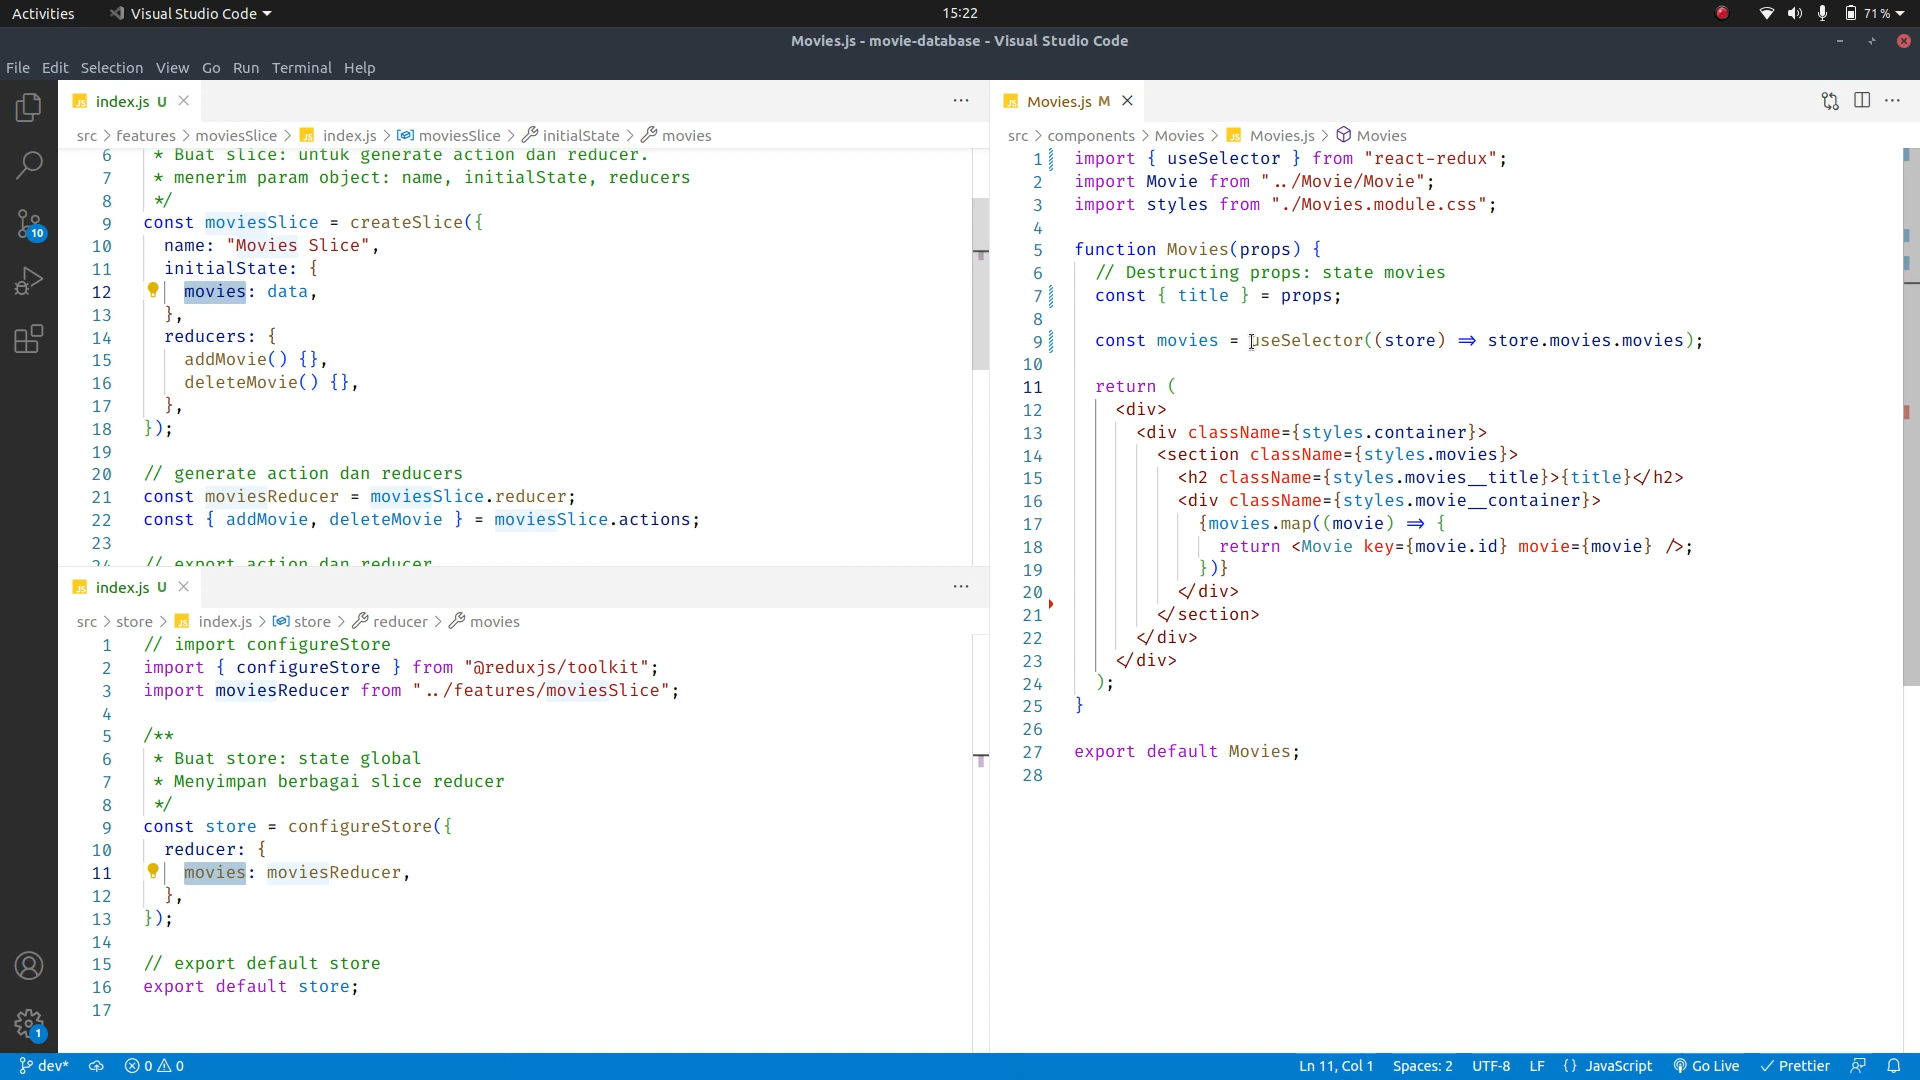 Activities Visual Studio Code 15:22 71 %
Movies.js - movie-database - Visual Studio Code
File Edit Selection View Go Run Terminal Help
index.js U
src > features > moviesSlice > index.js > moviesSlice > initialState > movies
6 * Buat slice: untuk generate action dan reducer.
7 * menerim param object: name, initialState, reducers
8 */
9 const moviesSlice = createSlice({
10 name: "Movies Slice",
11 initialState: {
12 movies: data,
13 },
14 reducers: {
15 addMovie() {},
16 deleteMovie() {},
17 },
18 });
19
20 // generate action dan reducers
21 const moviesReducer = moviesSlice.reducer;
22 const { addMovie, deleteMovie } = moviesSlice.actions;
23
24 // export action dan reducer
index.js U
src > store > index.js > store > reducer > movies
1 // import configureStore
2 import { configureStore } from "@reduxjs/toolkit";
3 import moviesReducer from "../features/moviesSlice";
4
5 /**
6 * Buat store: state global
7 * Menyimpan berbagai slice reducer
8 */
9 const store = configureStore({
10 reducer: {
11 movies: moviesReducer,
12 },
13 });
14
15 // export default store
16 export default store;
17
Movies.js M
src > components > Movies > Movies.js > Movies
1 import { useSelector } from "react-redux";
2 import Movie from "../Movie/Movie";
3 import styles from "./Movies.module.css";
4
5 function Movies(props) {
6 // Destructing props: state movies
7 const { title } = props;
8
9 const movies = useSelector((store) => store.movies.movies);
10
11 return (
12 <div>
13 <div className={styles.container}>
14 <section className={styles.movies}>
15 <h2 className={styles.movies__title}>{title}</h2>
16 <div className={styles.movie__container}>
17 {movies.map((movie) => {
18 return <Movie key={movie.id} movie={movie} />;
19 })}
20 </div>
21 </section>
22 </div>
23 </div>
24 );
25 }
26
27 export default Movies;
28
10
1
dev* 0 0 Ln 11, Col 1 Spaces: 2 UTF-8 LF {} JavaScript Go Live Prettier